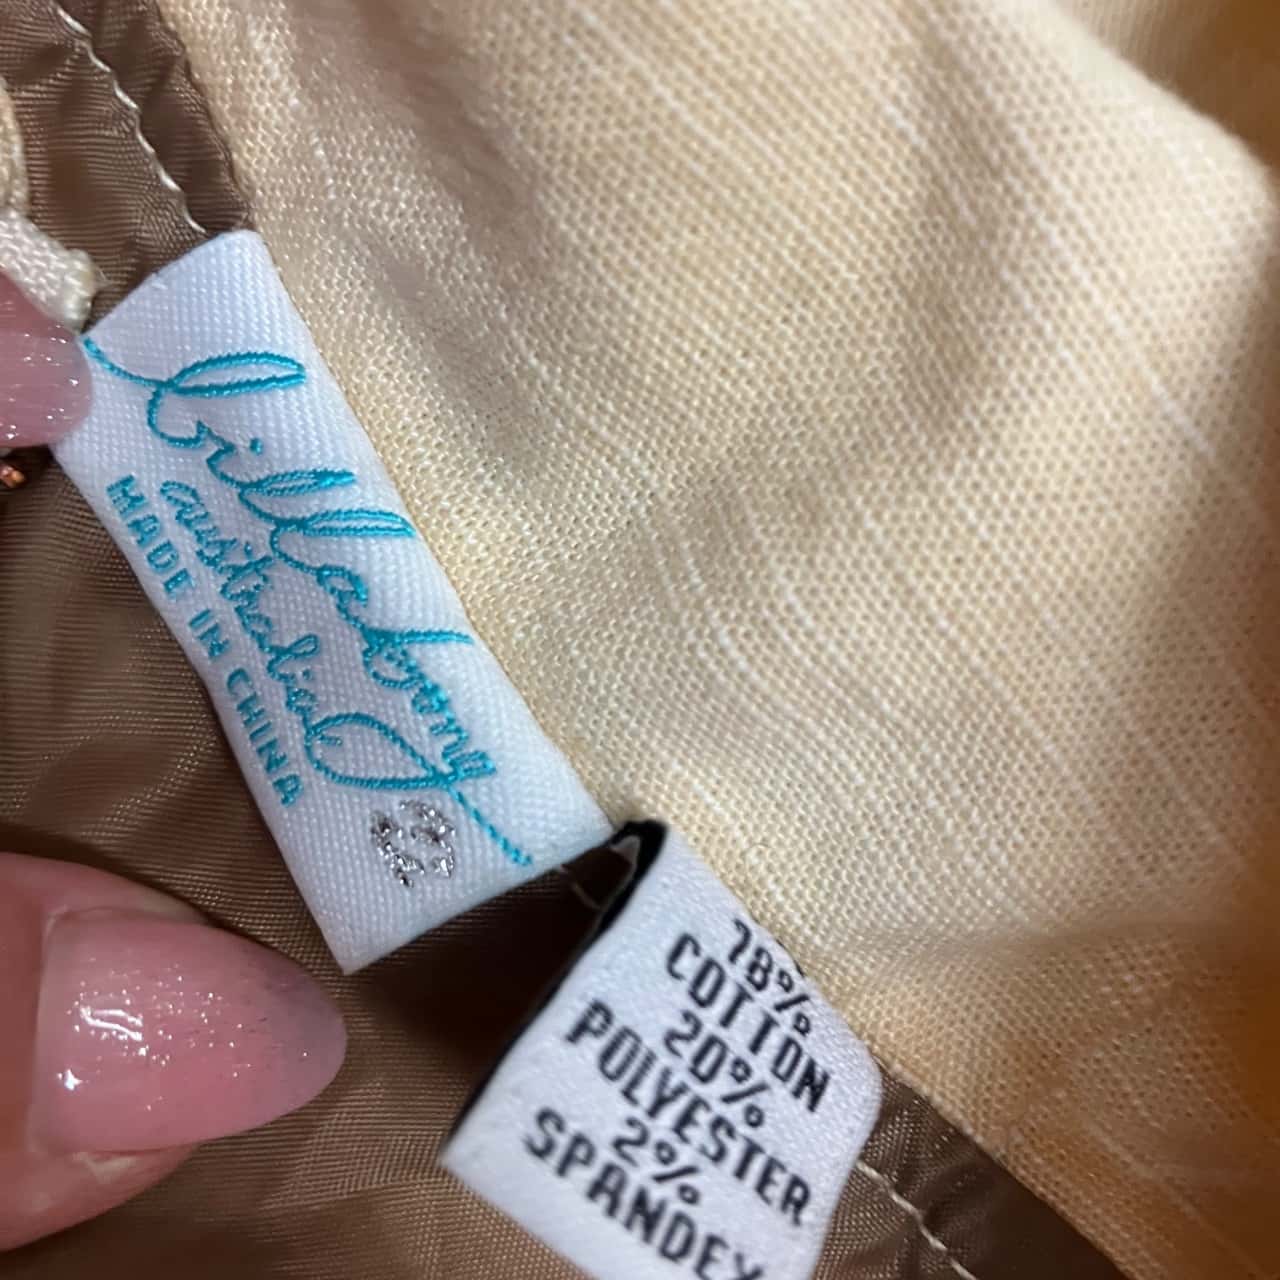 billabong
australia
MADE IN CHINA
78%
COTTON
20%
POLYESTER
2%
SPANDEX